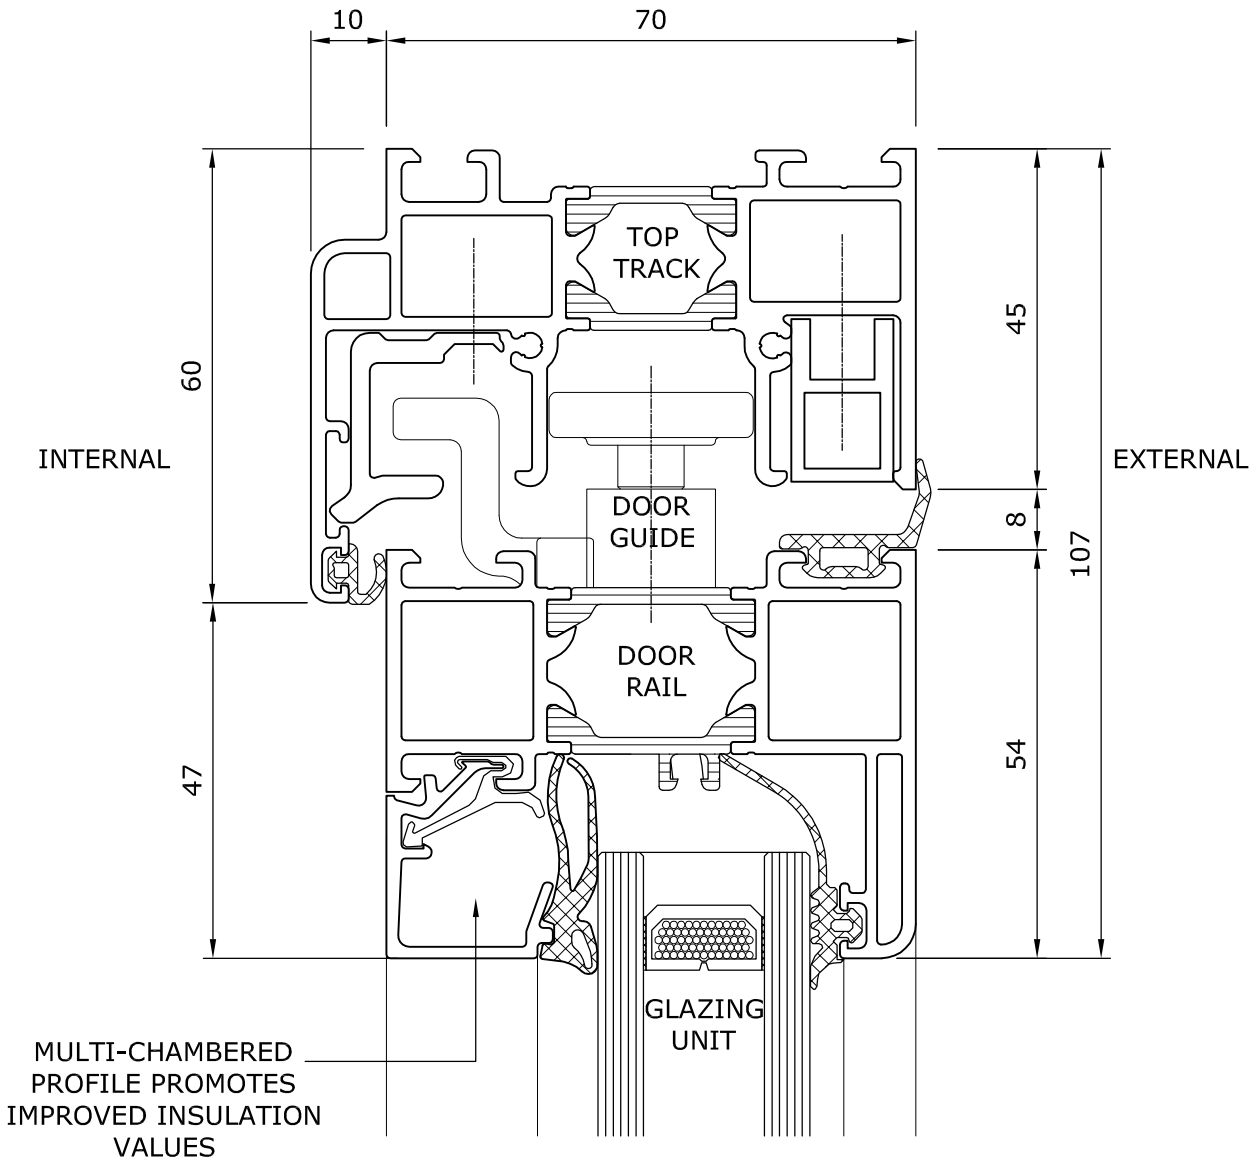 10
70
TOP
TRACK
45
60
INTERNAL
EXTERNAL
DOOR
GUIDE
8
107
DOOR
RAIL
54
47
GLAZING
UNIT
MULTI-CHAMBERED
PROFILE PROMOTES
IMPROVED INSULATION
VALUES